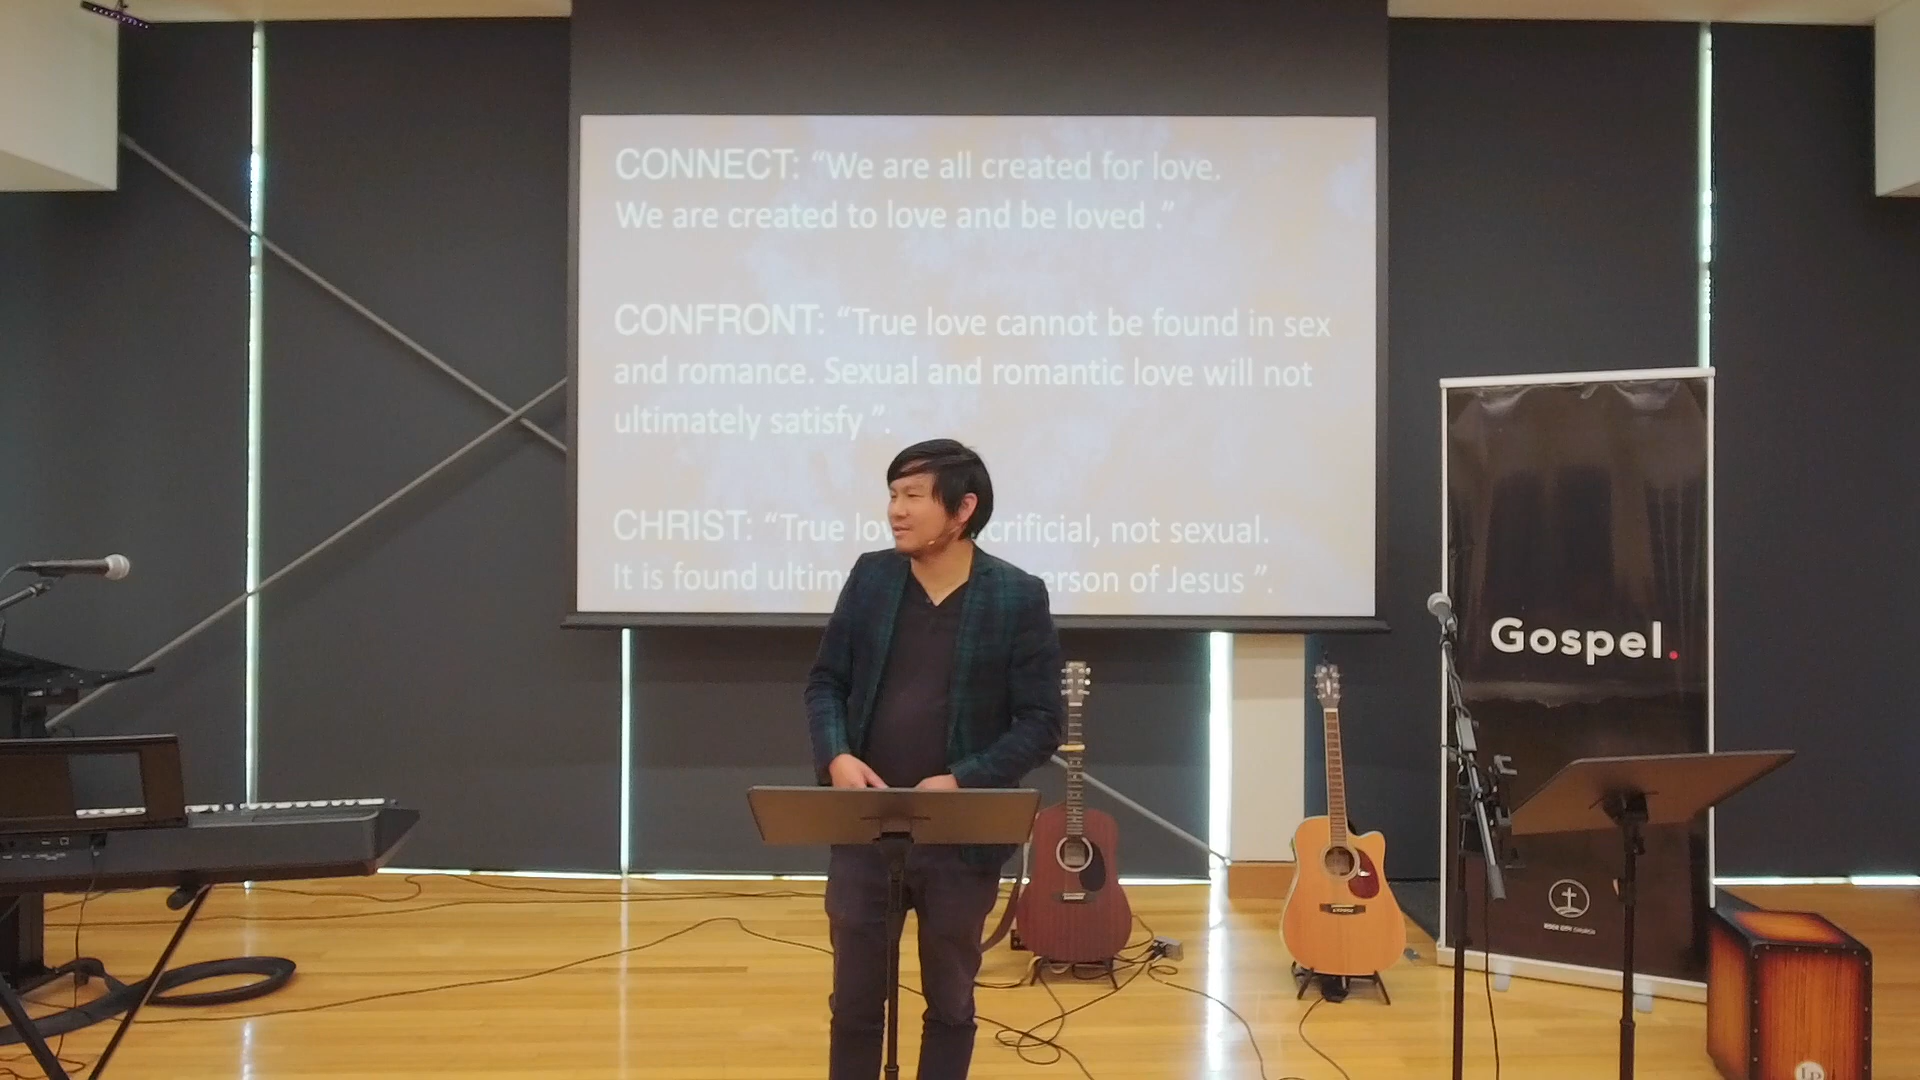 CONNECT: “We are all created for love.
We are created to love and be loved .”
CONFRONT: “True love cannot be found in sex
and romance. Sexual and romantic love will not
ultimately satisfy ”.
CHRIST: “True crificial, not sexual.
It is found erson of Jesus ”.
Gospel.
CHURCH
LP